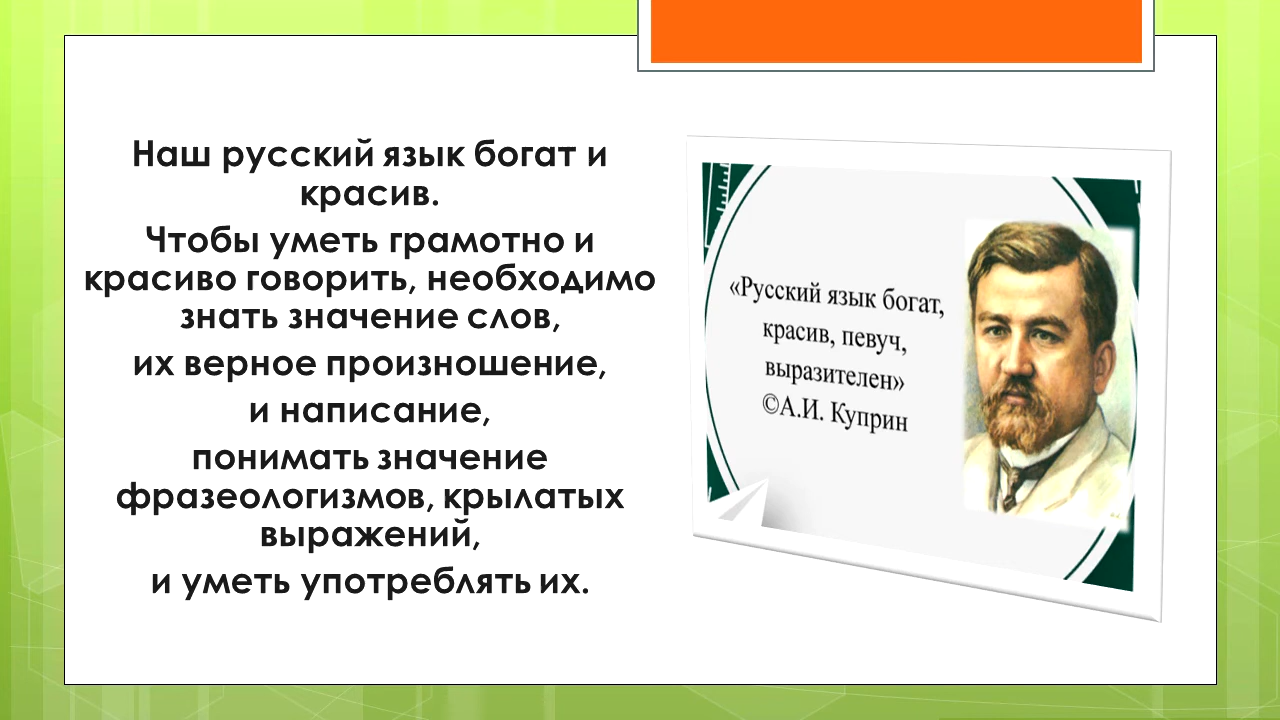 Наш русский язык богат и
красив.
Чтобы уметь грамотно и
красиво говорить, необходимо
знать значение слов,
их верное произношение,
и написание,
понимать значение
фразеологизмов, крылатых
выражений,
и уметь употреблять их.
«Русский язык богат,
красив, певуч,
выразителен»
©А.И. Куприн